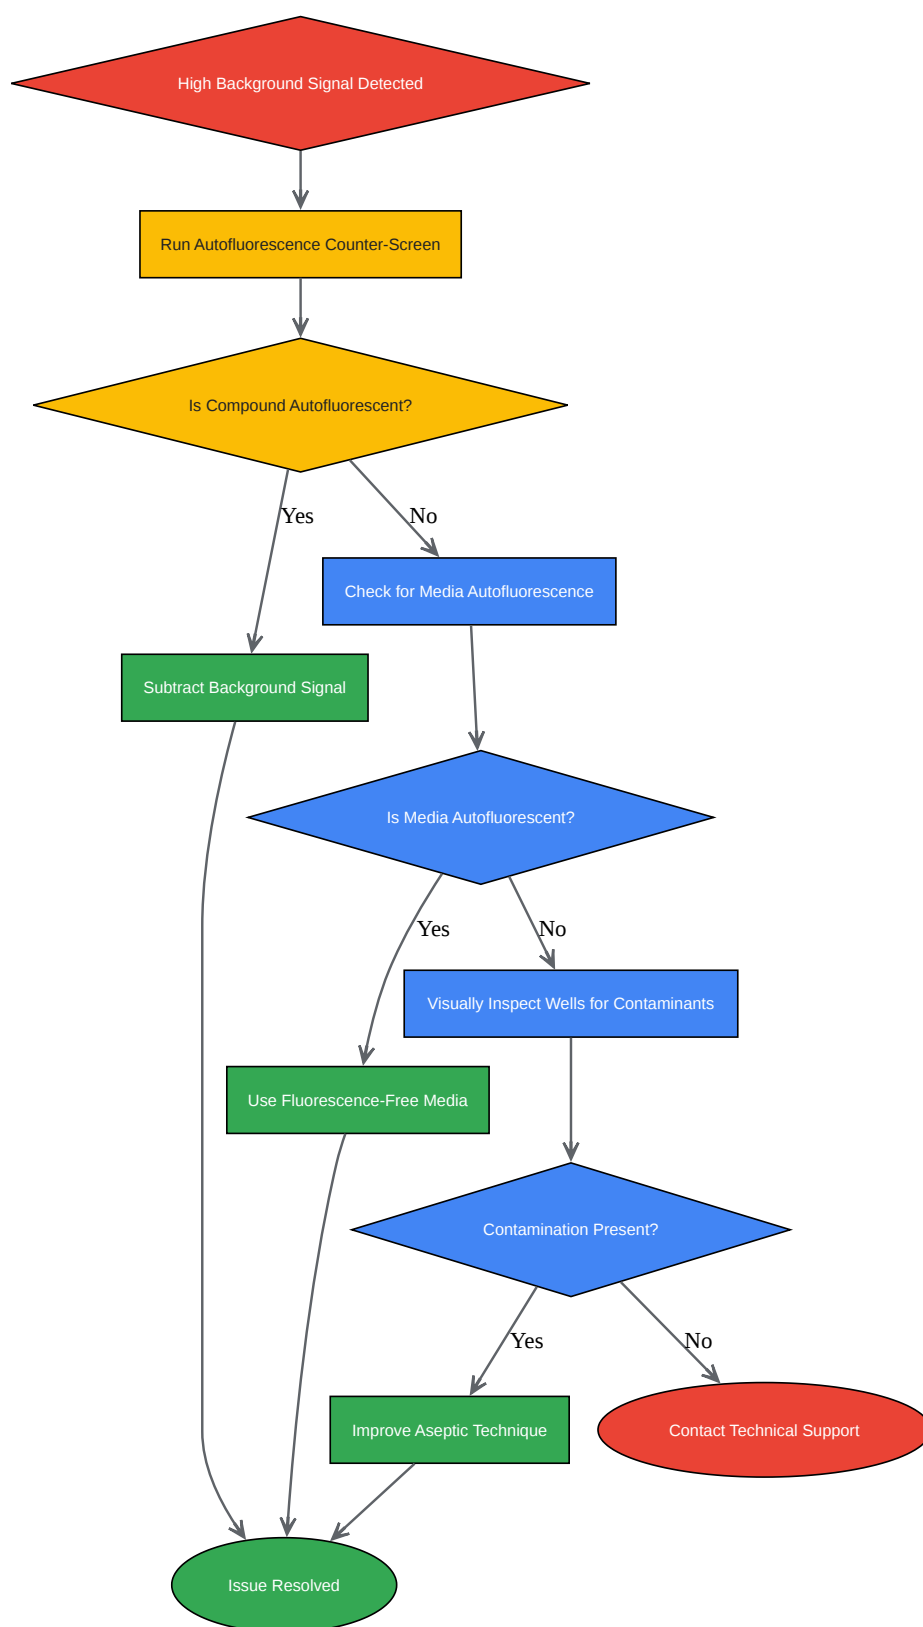 High Background Signal Detected
Run Autofluorescence Counter-Screen
Is Compound Autofluorescent?
Yes
No
Check for Media Autofluorescence
Subtract Background Signal
Is Media Autofluorescent?
Yes
No
Visually Inspect Wells for Contaminants
Use Fluorescence-Free Media
Contamination Present?
Yes
No
Improve Aseptic Technique
Contact Technical Support
Issue Resolved